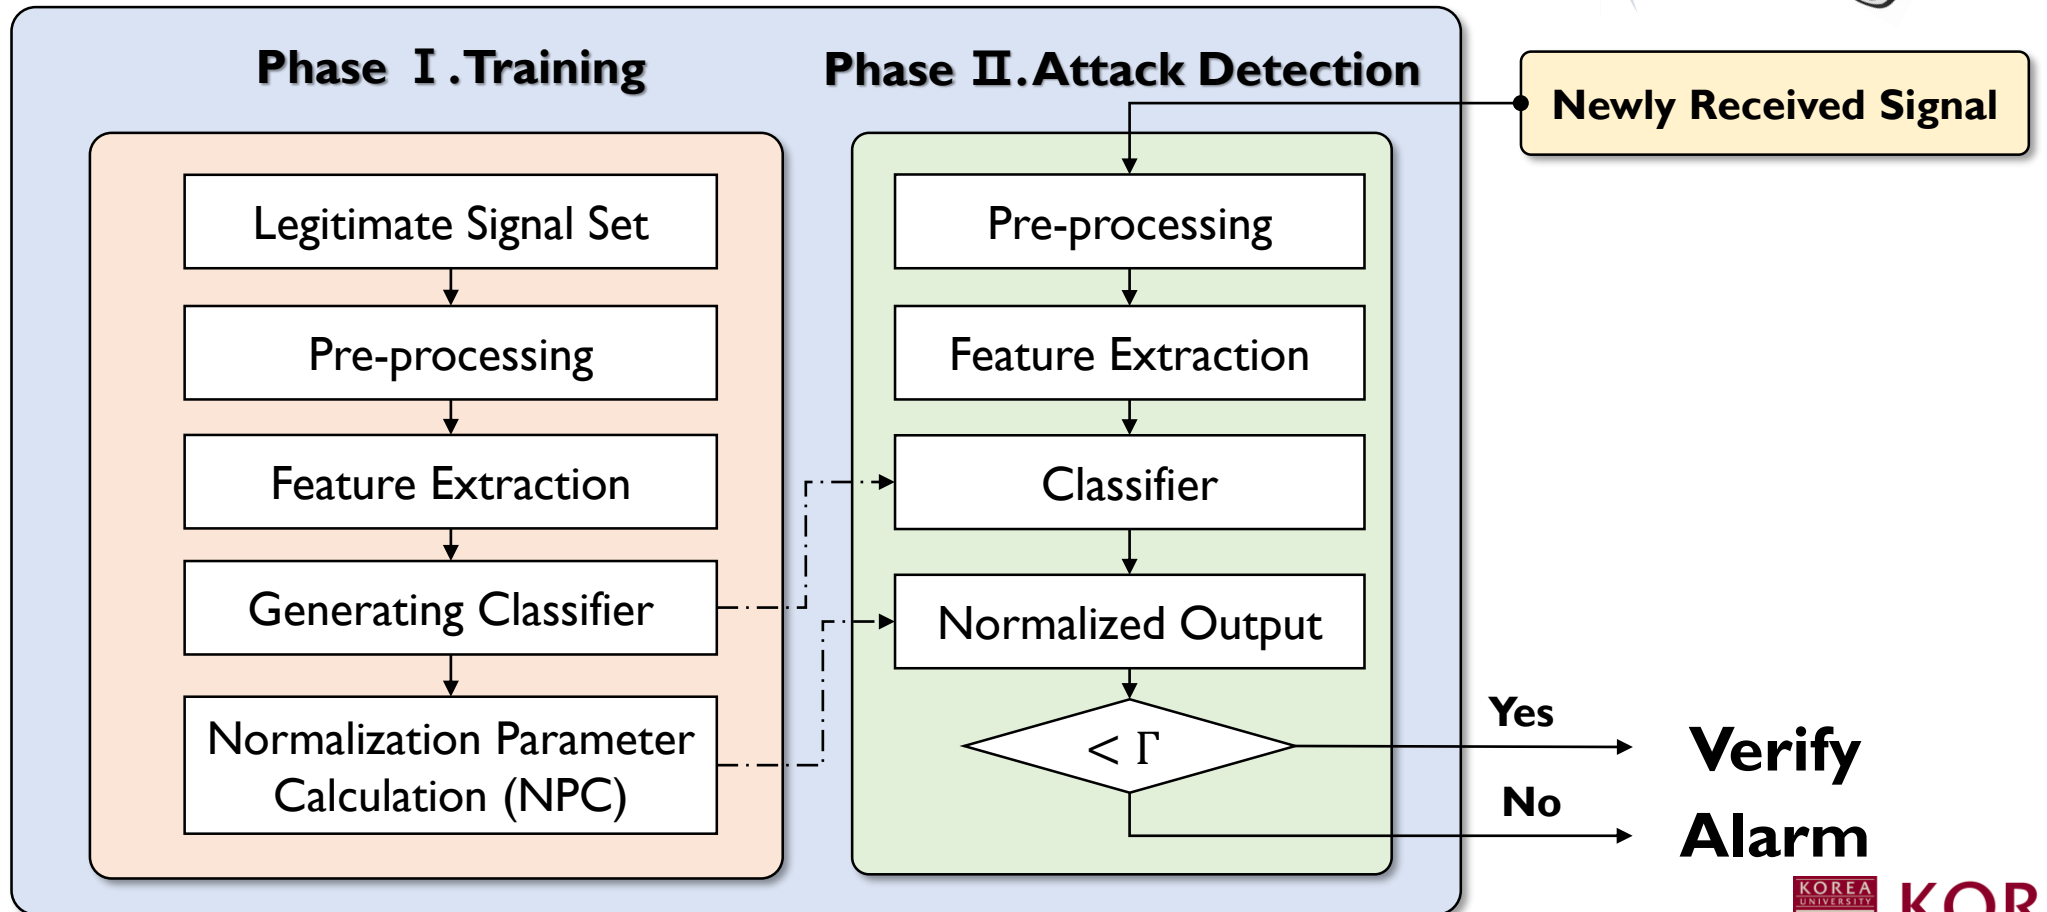 Phase Ⅰ. Training
Legitimate Signal Set
Pre-processing
Feature Extraction
Generating Classifier
Normalization Parameter
Calculation (NPC)
Phase Ⅱ. Attack Detection
Newly Received Signal
Pre-processing
Feature Extraction
Classifier
Normalized Output
< Γ
Yes
Verify
No
Alarm
KOREA
UNIVERSITY